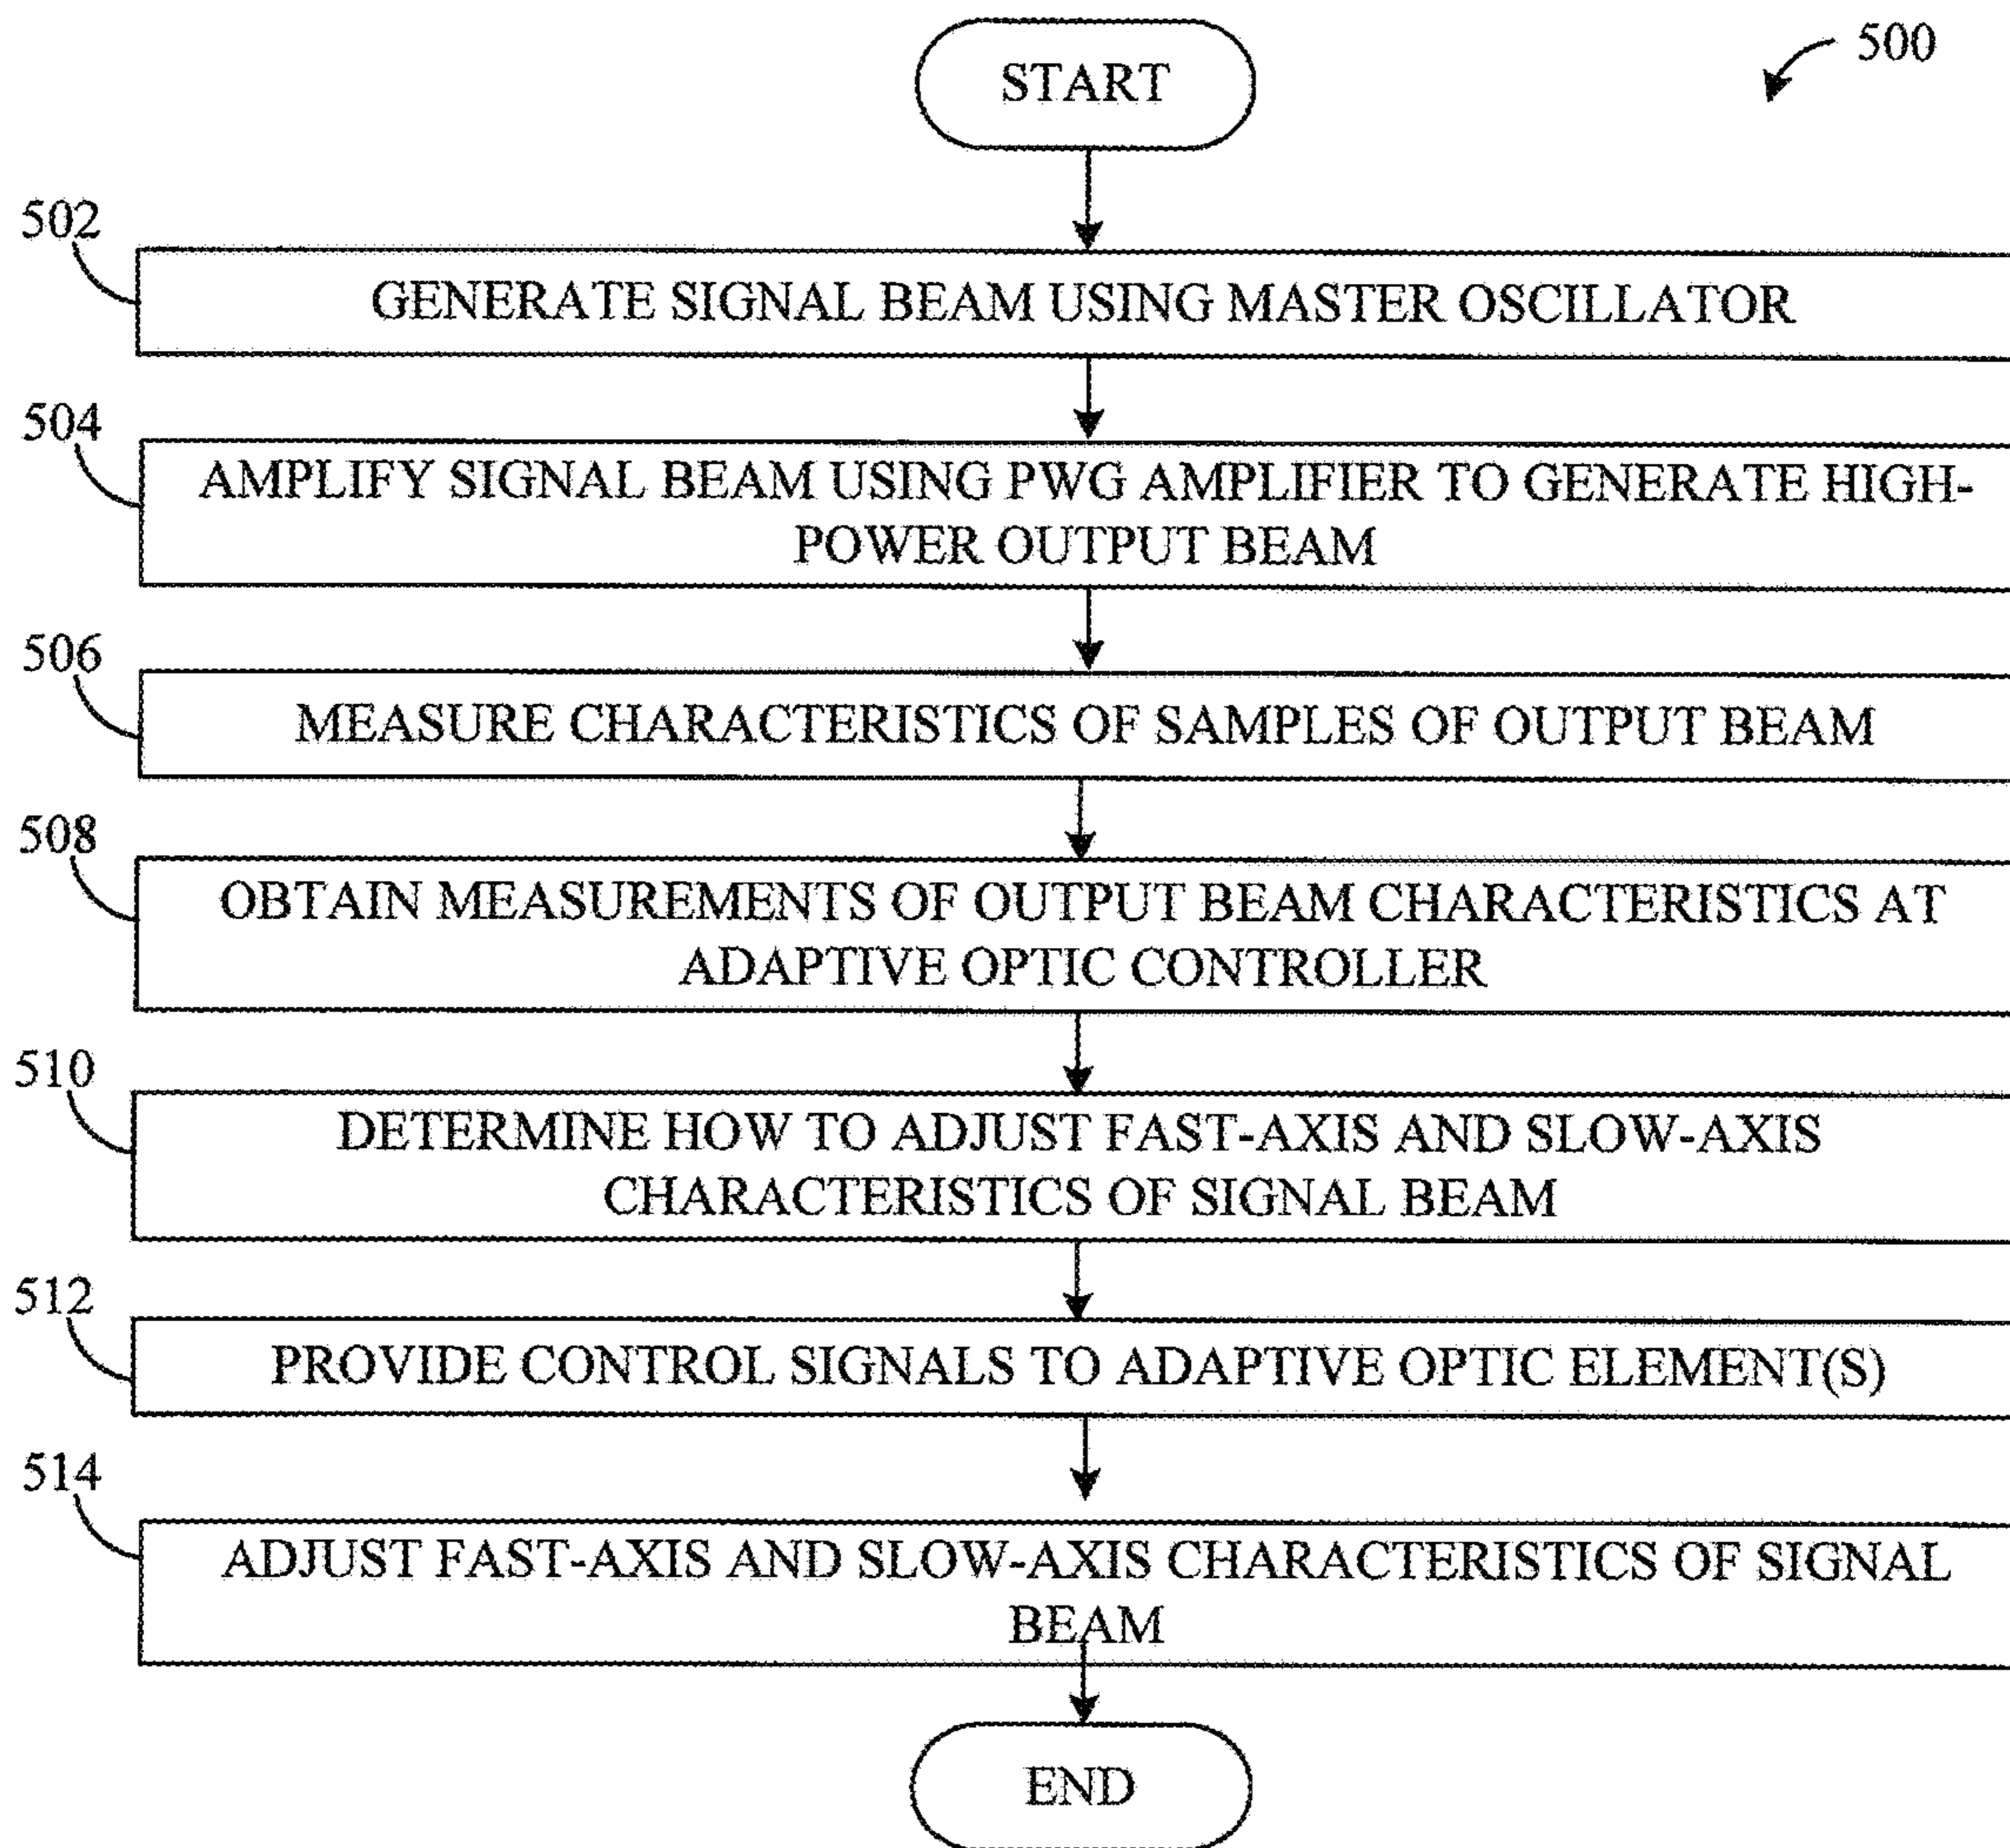 500
START
502
GENERATE SIGNAL BEAM USING MASTER OSCILLATOR
504
AMPLIFY SIGNAL BEAM USING PWG AMPLIFIER TO GENERATE HIGH-
POWER OUTPUT BEAM
506
MEASURE CHARACTERISTICS OF SAMPLES OF OUTPUT BEAM
508
OBTAIN MEASUREMENTS OF OUTPUT BEAM CHARACTERISTICS AT
ADAPTIVE OPTIC CONTROLLER
510
DETERMINE HOW TO ADJUST FAST-AXIS AND SLOW-AXIS
CHARACTERISTICS OF SIGNAL BEAM
512
PROVIDE CONTROL SIGNALS TO ADAPTIVE OPTIC ELEMENT(S)
514
ADJUST FAST-AXIS AND SLOW-AXIS CHARACTERISTICS OF SIGNAL
BEAM
END